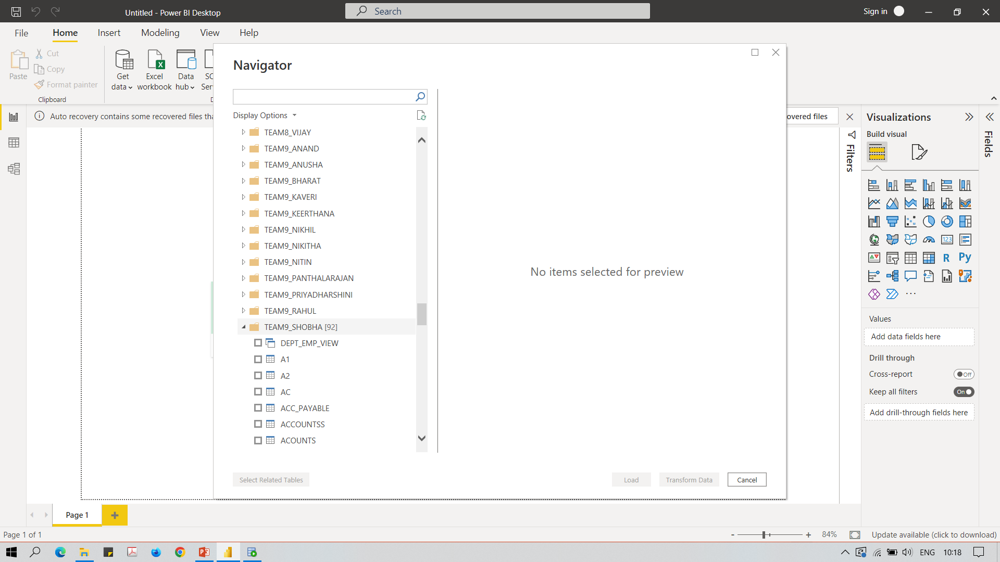 Untitled - Power BI Desktop
Search
Sign in
File
Home
Insert
Modeling
View
Help
Paste
Cut
Copy
Format painter
Clipboard
Get data
Excel workbook
Data hub
Navigator
Display Options
TEAM8_VIJAY
TEAM9_ANAND
TEAM9_ANUSHA
TEAM9_BHARAT
TEAM9_KAVERI
TEAM9_KEERTHANA
TEAM9_NIKHIL
TEAM9_NIKITHA
TEAM9_NITIN
TEAM9_PANTHALARAJAN
TEAM9_PRIYADHARSHINI
TEAM9_RAHUL
TEAM9_SHOBHA [92]
DEPT_EMP_VIEW
A1
A2
AC
ACC_PAYABLE
ACCOUNTSS
ACOUNTS
No items selected for preview
Select Related Tables
Load
Transform Data
Cancel
Auto recovery contains some recovered files tha
overed files
Filters
Visualizations
Build visual
123
R
Py
...
Values
Add data fields here
Drill through
Cross-report
Off
Keep all filters
On
Add drill-through fields here
Fields
Page 1
Page 1 of 1
- + 84%
Update available (click to download)
ENG
10:18